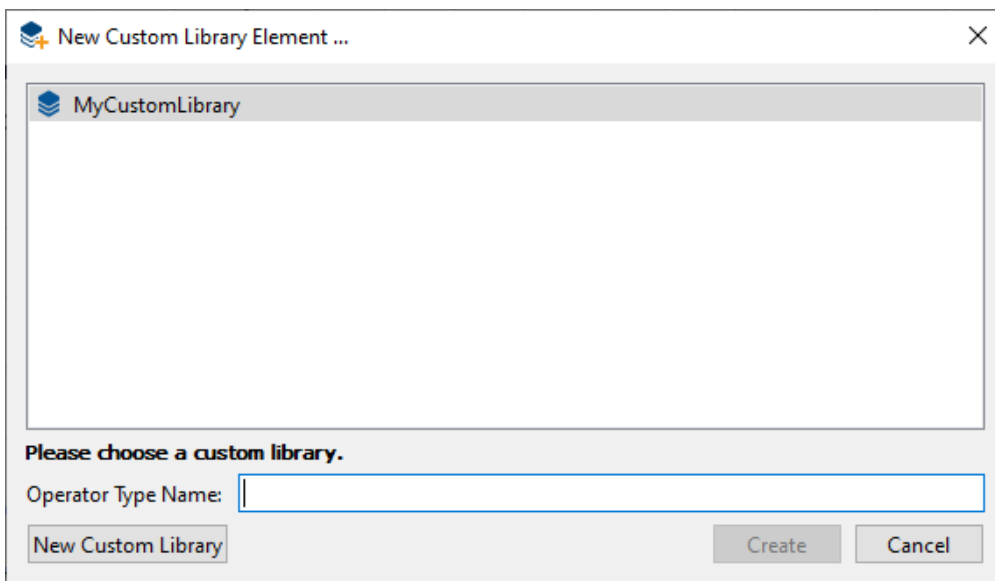 New Custom Library Element ...
MyCustomLibrary
Please choose a custom library.
Operator Type Name:
New Custom Library
Create
Cancel